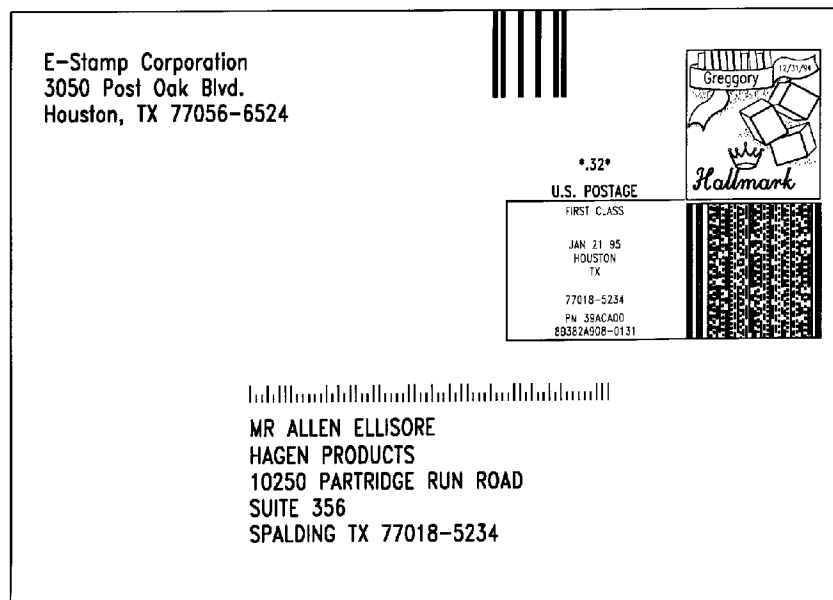 E-Stamp Corporation
3050 Post Oak Blvd.
Houston, TX 77056-6524
Greggory
12/31/94
Hallmark
*.32*
U.S. POSTAGE
FIRST CLASS
JAN 21 95
HOUSTON
TX
77018-5234
PN 39ACA00
8B382A908-0131
MR ALLEN ELLISORE
HAGEN PRODUCTS
10250 PARTRIDGE RUN ROAD
SUITE 356
SPALDING TX 77018-5234